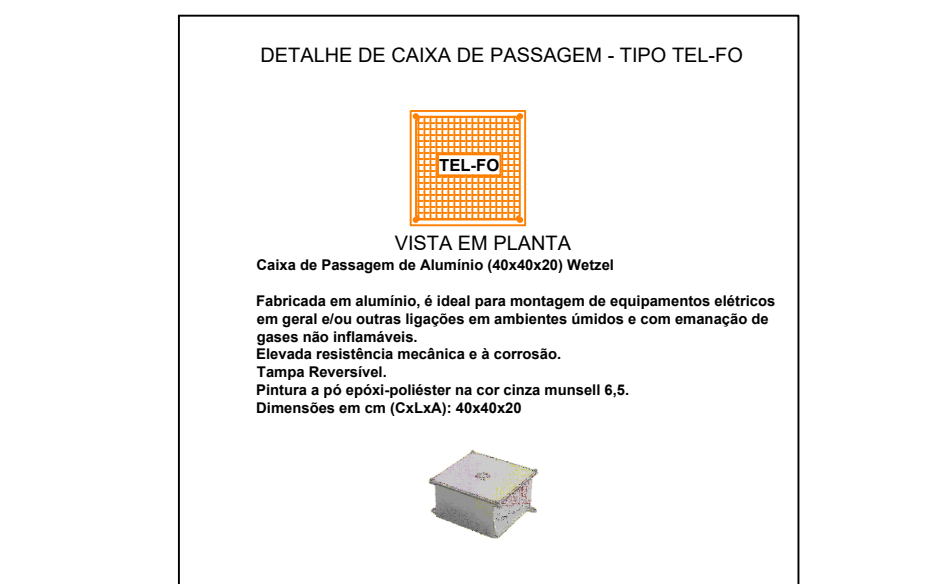 DETALHE DE CAIXA DE PASSAGEM - TIPO TEL-FO
TEL-FO
VISTA EM PLANTA
Caixa de Passagem de Alumínio (40x40x20) Wetzel
Fabricada em alumínio, é ideal para montagem de equipamentos elétricos
em geral e/ou outras ligações em ambientes úmidos e com emanação de
gases não inflamáveis.
Elevada resistência mecânica e à corrosão.
Tampa Reversível.
Pintura a pó epóxi-poliéster na cor cinza munsell 6,5.
Dimensões em cm (CxLxA): 40x40x20